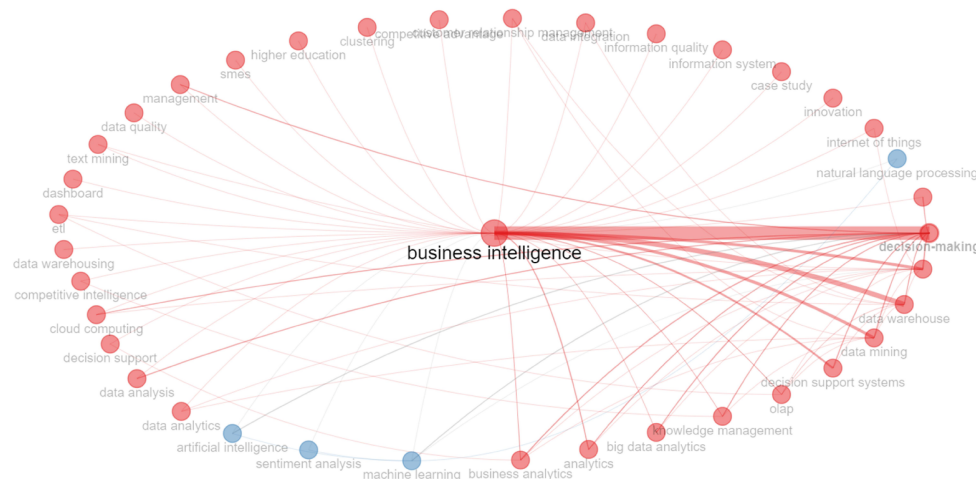 competitive advantage
customer relationship management
data integration
clustering
information quality
higher education
information system
smes
case study
management
innovation
data quality
internet of things
text mining
natural language processing
dashboard
etl
decision-making
business intelligence
data warehousing
competitive intelligence
data warehouse
cloud computing
data mining
decision support
decision support systems
data analysis
olap
data analytics
knowledge management
artificial intelligence
big data analytics
sentiment analysis
analytics
machine learning
business analytics